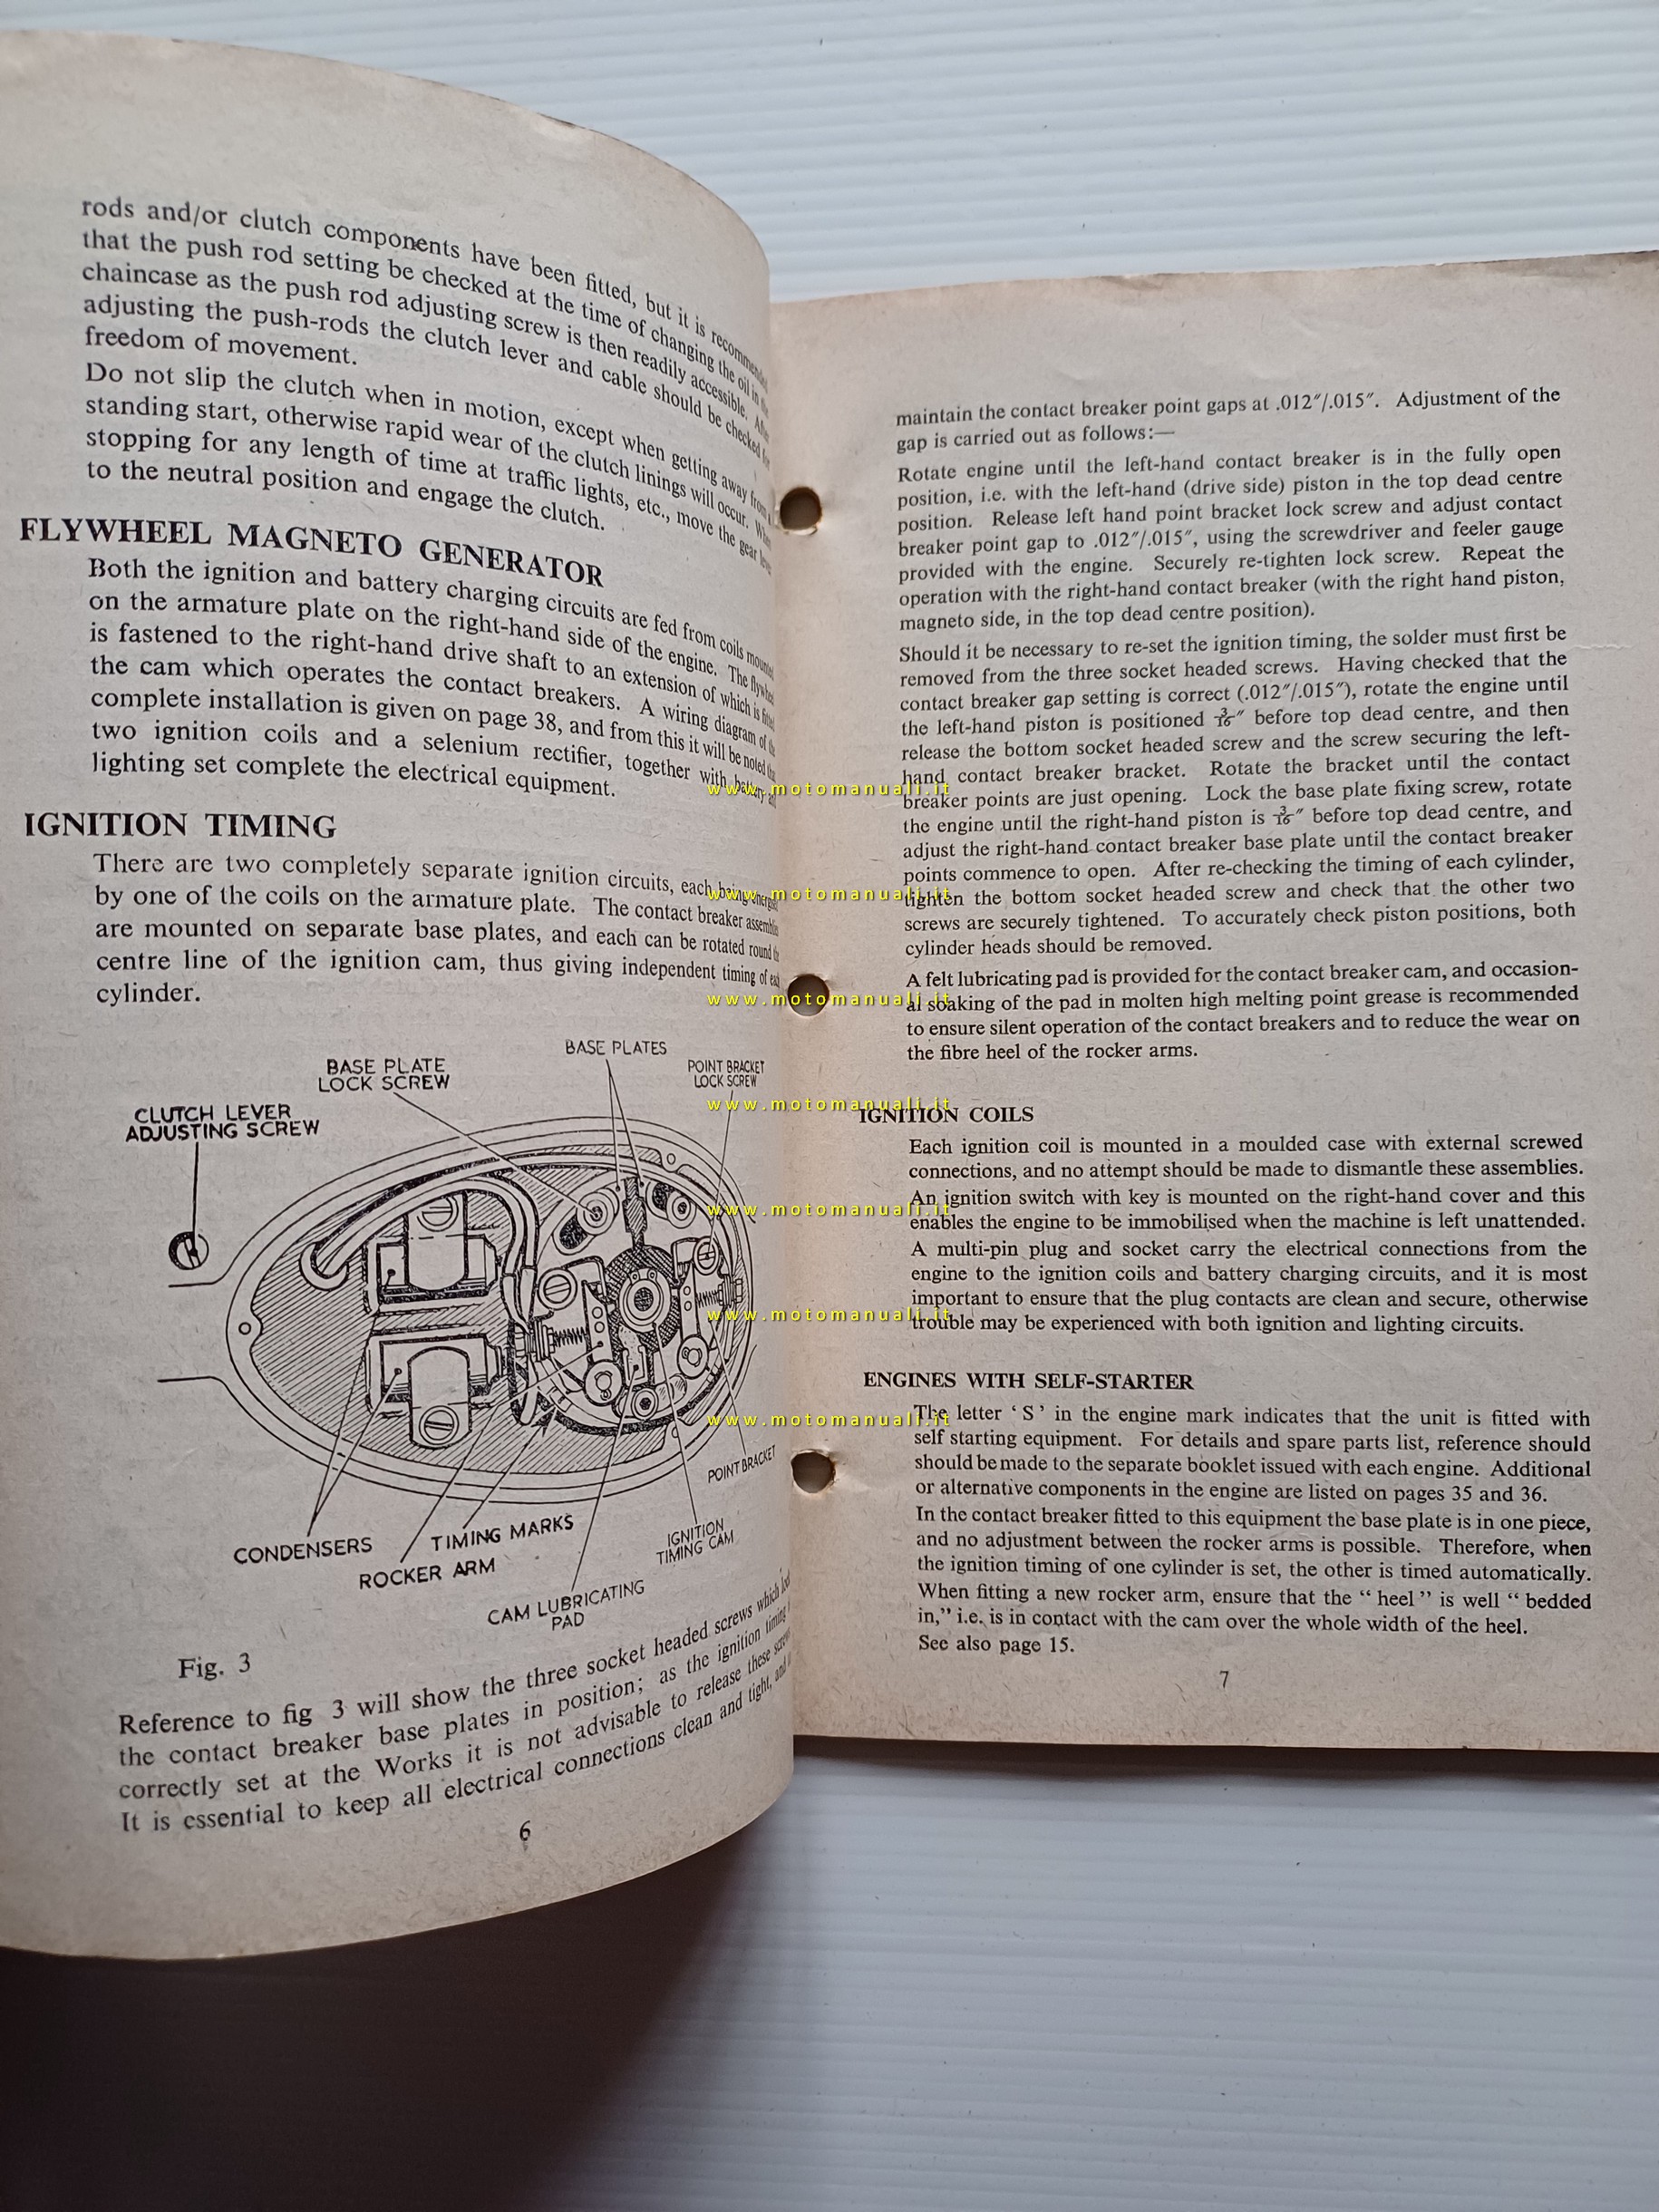 rods and/or clutch components have been fitted, but it is recommended
that the push rod setting be checked at the time of changing the oil in the
chaincase as the push rod adjusting screw is then readily accessible. After
adjusting the push-rods the clutch lever and cable should be checked for
freedom of movement.
Do not slip the clutch when in motion, except when getting away from a
standing start, otherwise rapid wear of the clutch linings will occur. When
stopping for any length of time at traffic lights, etc., move the gear lever
to the neutral position and engage the clutch.
FLYWHEEL MAGNETO GENERATOR
Both the ignition and battery charging circuits are fed from coils mounted
on the armature plate on the right-hand side of the engine. The flywheel
is fastened to the right-hand drive shaft to an extension of which is fitted
the cam which operates the contact breakers. A wiring diagram of the
complete installation is given on page 38, and from this it will be noted that
two ignition coils and a selenium rectifier, together with battery and
lighting set complete the electrical equipment.
IGNITION TIMING
There are two completely separate ignition circuits, each being energised
by one of the coils on the armature plate. The contact breaker assemblies
are mounted on separate base plates, and each can be rotated round the
centre line of the ignition cam, thus giving independent timing of each
cylinder.
BASE PLATES
BASE PLATE
LOCK SCREW
POINT BRACKET
LOCK SCREW
CLUTCH LEVER
ADJUSTING SCREW
POINT BRACKET
IGNITION
TIMING CAM
TIMING MARKS
CONDENSERS
ROCKER ARM
CAM LUBRICATING
PAD
Fig. 3
Reference to fig 3 will show the three socket headed screws which lock
the contact breaker base plates in position; as the ignition timing
correctly set at the Works it is not advisable to release these screws
It is essential to keep all electrical connections clean and tight, and
6
maintain the contact breaker point gaps at .012″/.015″. Adjustment of the
gap is carried out as follows:—
Rotate engine until the left-hand contact breaker is in the fully open
position, i.e. with the left-hand (drive side) piston in the top dead centre
position. Release left hand point bracket lock screw and adjust contact
breaker point gap to .012″/.015″, using the screwdriver and feeler gauge
provided with the engine. Securely re-tighten lock screw. Repeat the
operation with the right-hand contact breaker (with the right hand piston,
magneto side, in the top dead centre position).
Should it be necessary to re-set the ignition timing, the solder must first be
removed from the three socket headed screws. Having checked that the
contact breaker gap setting is correct (.012″/.015″), rotate the engine until
the left-hand piston is positioned 3/16″ before top dead centre, and then
release the bottom socket headed screw and the screw securing the left-
hand contact breaker bracket. Rotate the bracket until the contact
breaker points are just opening. Lock the base plate fixing screw, rotate
the engine until the right-hand piston is 3/16″ before top dead centre, and
adjust the right-hand contact breaker base plate until the contact breaker
points commence to open. After re-checking the timing of each cylinder,
tighten the bottom socket headed screw and check that the other two
screws are securely tightened. To accurately check piston positions, both
cylinder heads should be removed.
A felt lubricating pad is provided for the contact breaker cam, and occasion-
al soaking of the pad in molten high melting point grease is recommended
to ensure silent operation of the contact breakers and to reduce the wear on
the fibre heel of the rocker arms.
IGNITION COILS
Each ignition coil is mounted in a moulded case with external screwed
connections, and no attempt should be made to dismantle these assemblies.
An ignition switch with key is mounted on the right-hand cover and this
enables the engine to be immobilised when the machine is left unattended.
A multi-pin plug and socket carry the electrical connections from the
engine to the ignition coils and battery charging circuits, and it is most
important to ensure that the plug contacts are clean and secure, otherwise
trouble may be experienced with both ignition and lighting circuits.
ENGINES WITH SELF-STARTER
The letter ‘S’ in the engine mark indicates that the unit is fitted with
self starting equipment. For details and spare parts list, reference should
should be made to the separate booklet issued with each engine. Additional
or alternative components in the engine are listed on pages 35 and 36.
In the contact breaker fitted to this equipment the base plate is in one piece,
and no adjustment between the rocker arms is possible. Therefore, when
the ignition timing of one cylinder is set, the other is timed automatically.
When fitting a new rocker arm, ensure that the “ heel ” is well “ bedded
in,” i.e. is in contact with the cam over the whole width of the heel.
See also page 15.
7
www.motomanuali.it
www.motomanuali.it
www.motomanuali.it
www.motomanuali.it
www.motomanuali.it
www.motomanuali.it
www.motomanuali.it